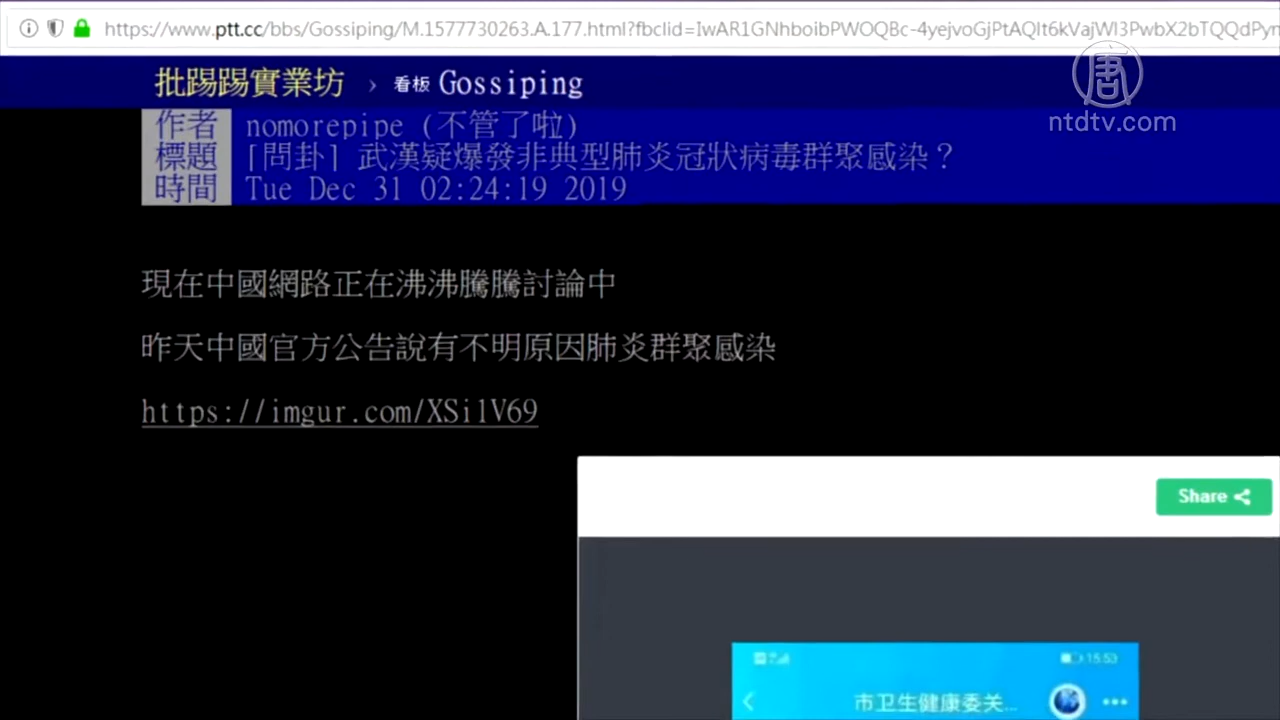 https://www.ptt.cc/bbs/Gossiping/M.1577730263.A.177.html?fbclid=IwAR1GNhboibPWOQBc-4yejvoGjPtAQIt6kVajWI3PwbX2bTQQdPyn
唐
ntdtv.com
批踢踢實業坊 › 看板 Gossiping
作者 nomorepipe (不管了啦)
標題 [問卦] 武漢疑爆發非典型肺炎冠狀病毒群聚感染？
時間 Tue Dec 31 02:24:19 2019
現在中國網路正在沸沸騰騰討論中
昨天中國官方公告說有不明原因肺炎群聚感染
https://imgur.com/XSi1V69
Share
15:53
市卫生健康委关...